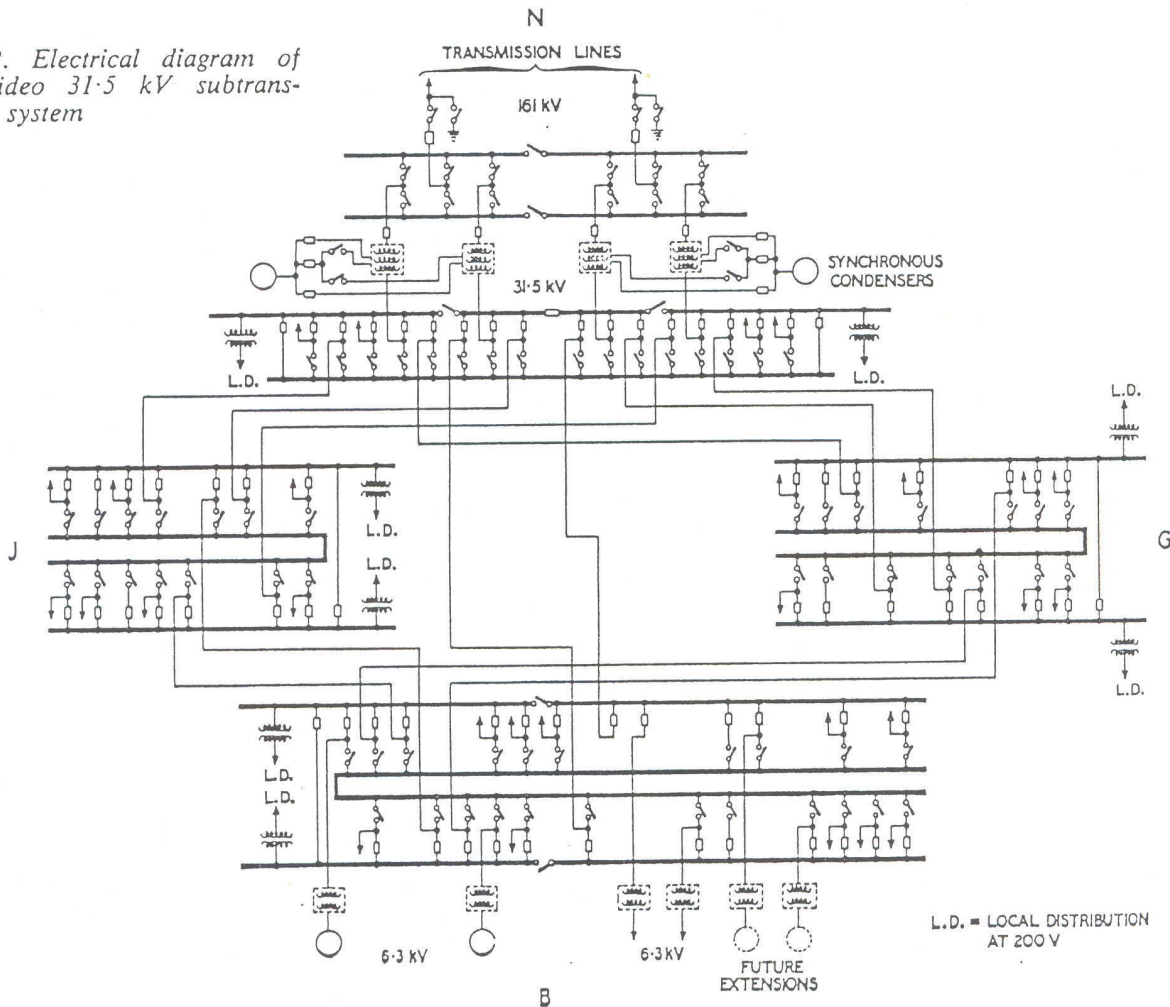 N
2. Electrical diagram of
ideo 31·5 kV subtrans-
system
TRANSMISSION LINES
161 kV
SYNCHRONOUS
CONDENSERS
31·5 kV
L.D.
L.D.
L.D.
L.D.
L.D.
J
G
L.D.
L.D.
L.D.
L.D. = LOCAL DISTRIBUTION
AT 200 V
6·3 kV
6·3 kV
FUTURE
EXTENSIONS
B